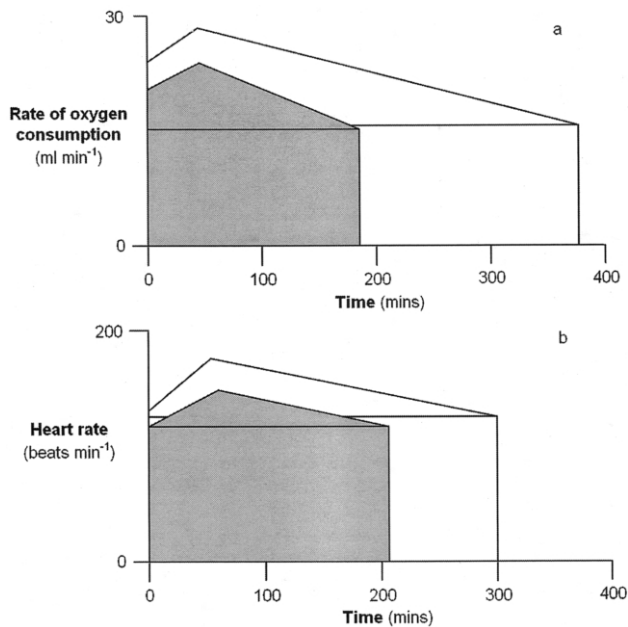 30
a
Rate of oxygen
consumption
(ml min⁻¹)
0
0 100 200 300 400
Time (mins)
200
b
Heart rate
(beats min⁻¹)
0
0 100 200 300 400
Time (mins)